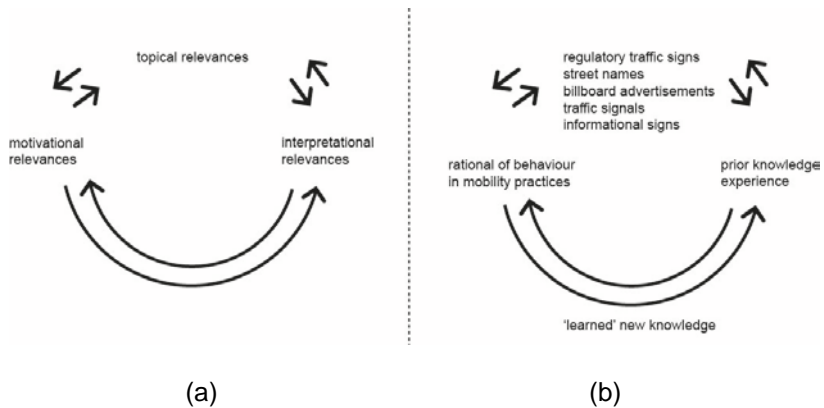 topical relevances
motivational
relevances
interpretational
relevances
regulatory traffic signs
street names
billboard advertisements
traffic signals
informational signs
rational of behaviour
in mobility practices
prior knowledge
experience
'learned' new knowledge
(a)
(b)